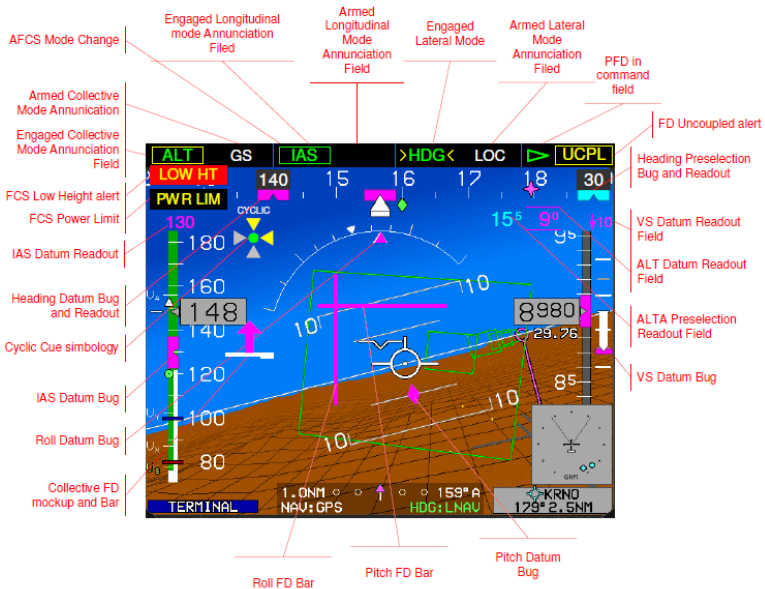 Engaged Longitudinal
mode Annunciation
Filed
Armed
Longitudinal
Mode
Annunciation
Field
Engaged
Lateral Mode
Armed Lateral
Mode
Annunciation
Filed
AFCS Mode Change
PFD in
command
field
Armed Collective
Mode Annunication
Engaged Collective
Mode Annunciation
Field
FCS Low Height alert
FCS Power Limit
IAS Datum Readout
Heading Datum Bug
and Readout
Cyclic Cue simbology
IAS Datum Bug
Roll Datum Bug
Collective FD
mockup and Bar
FD Uncoupled alert
Heading Preselection
Bug and Readout
VS Datum Readout
Field
ALT Datum Readout
Field
ALTA Preselection
Readout Field
VS Datum Bug
ALT GS IAS >HDG< LOC UCPL
LOW HT
140 15 16 17 1.8 30
PWR LIM
CYCLIC
130
15⁵ 9⁰ 10
180
95
160
148
140
120
100
80
10 10
10 10
8980
29.76
85
GNM
1.0NM 159°A
NAV:GPS HDG:LNAV
TERMINAL
KRNO
179°2.5NM
Roll FD Bar
Pitch FD Bar
Pitch Datum
Bug